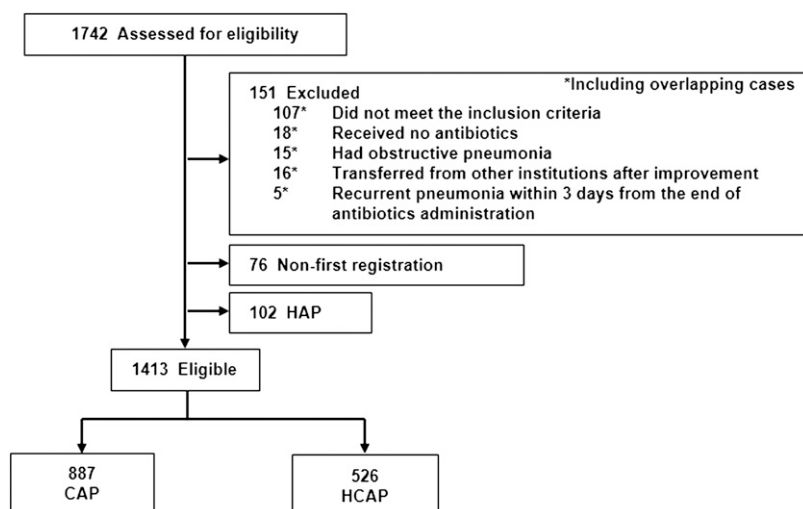 1742 Assessed for eligibility
*Including overlapping cases
151 Excluded
107* Did not meet the inclusion criteria
18* Received no antibiotics
15* Had obstructive pneumonia
16* Transferred from other institutions after improvement
5* Recurrent pneumonia within 3 days from the end of
antibiotics administration
76 Non-first registration
102 HAP
1413 Eligible
887
CAP
526
HCAP